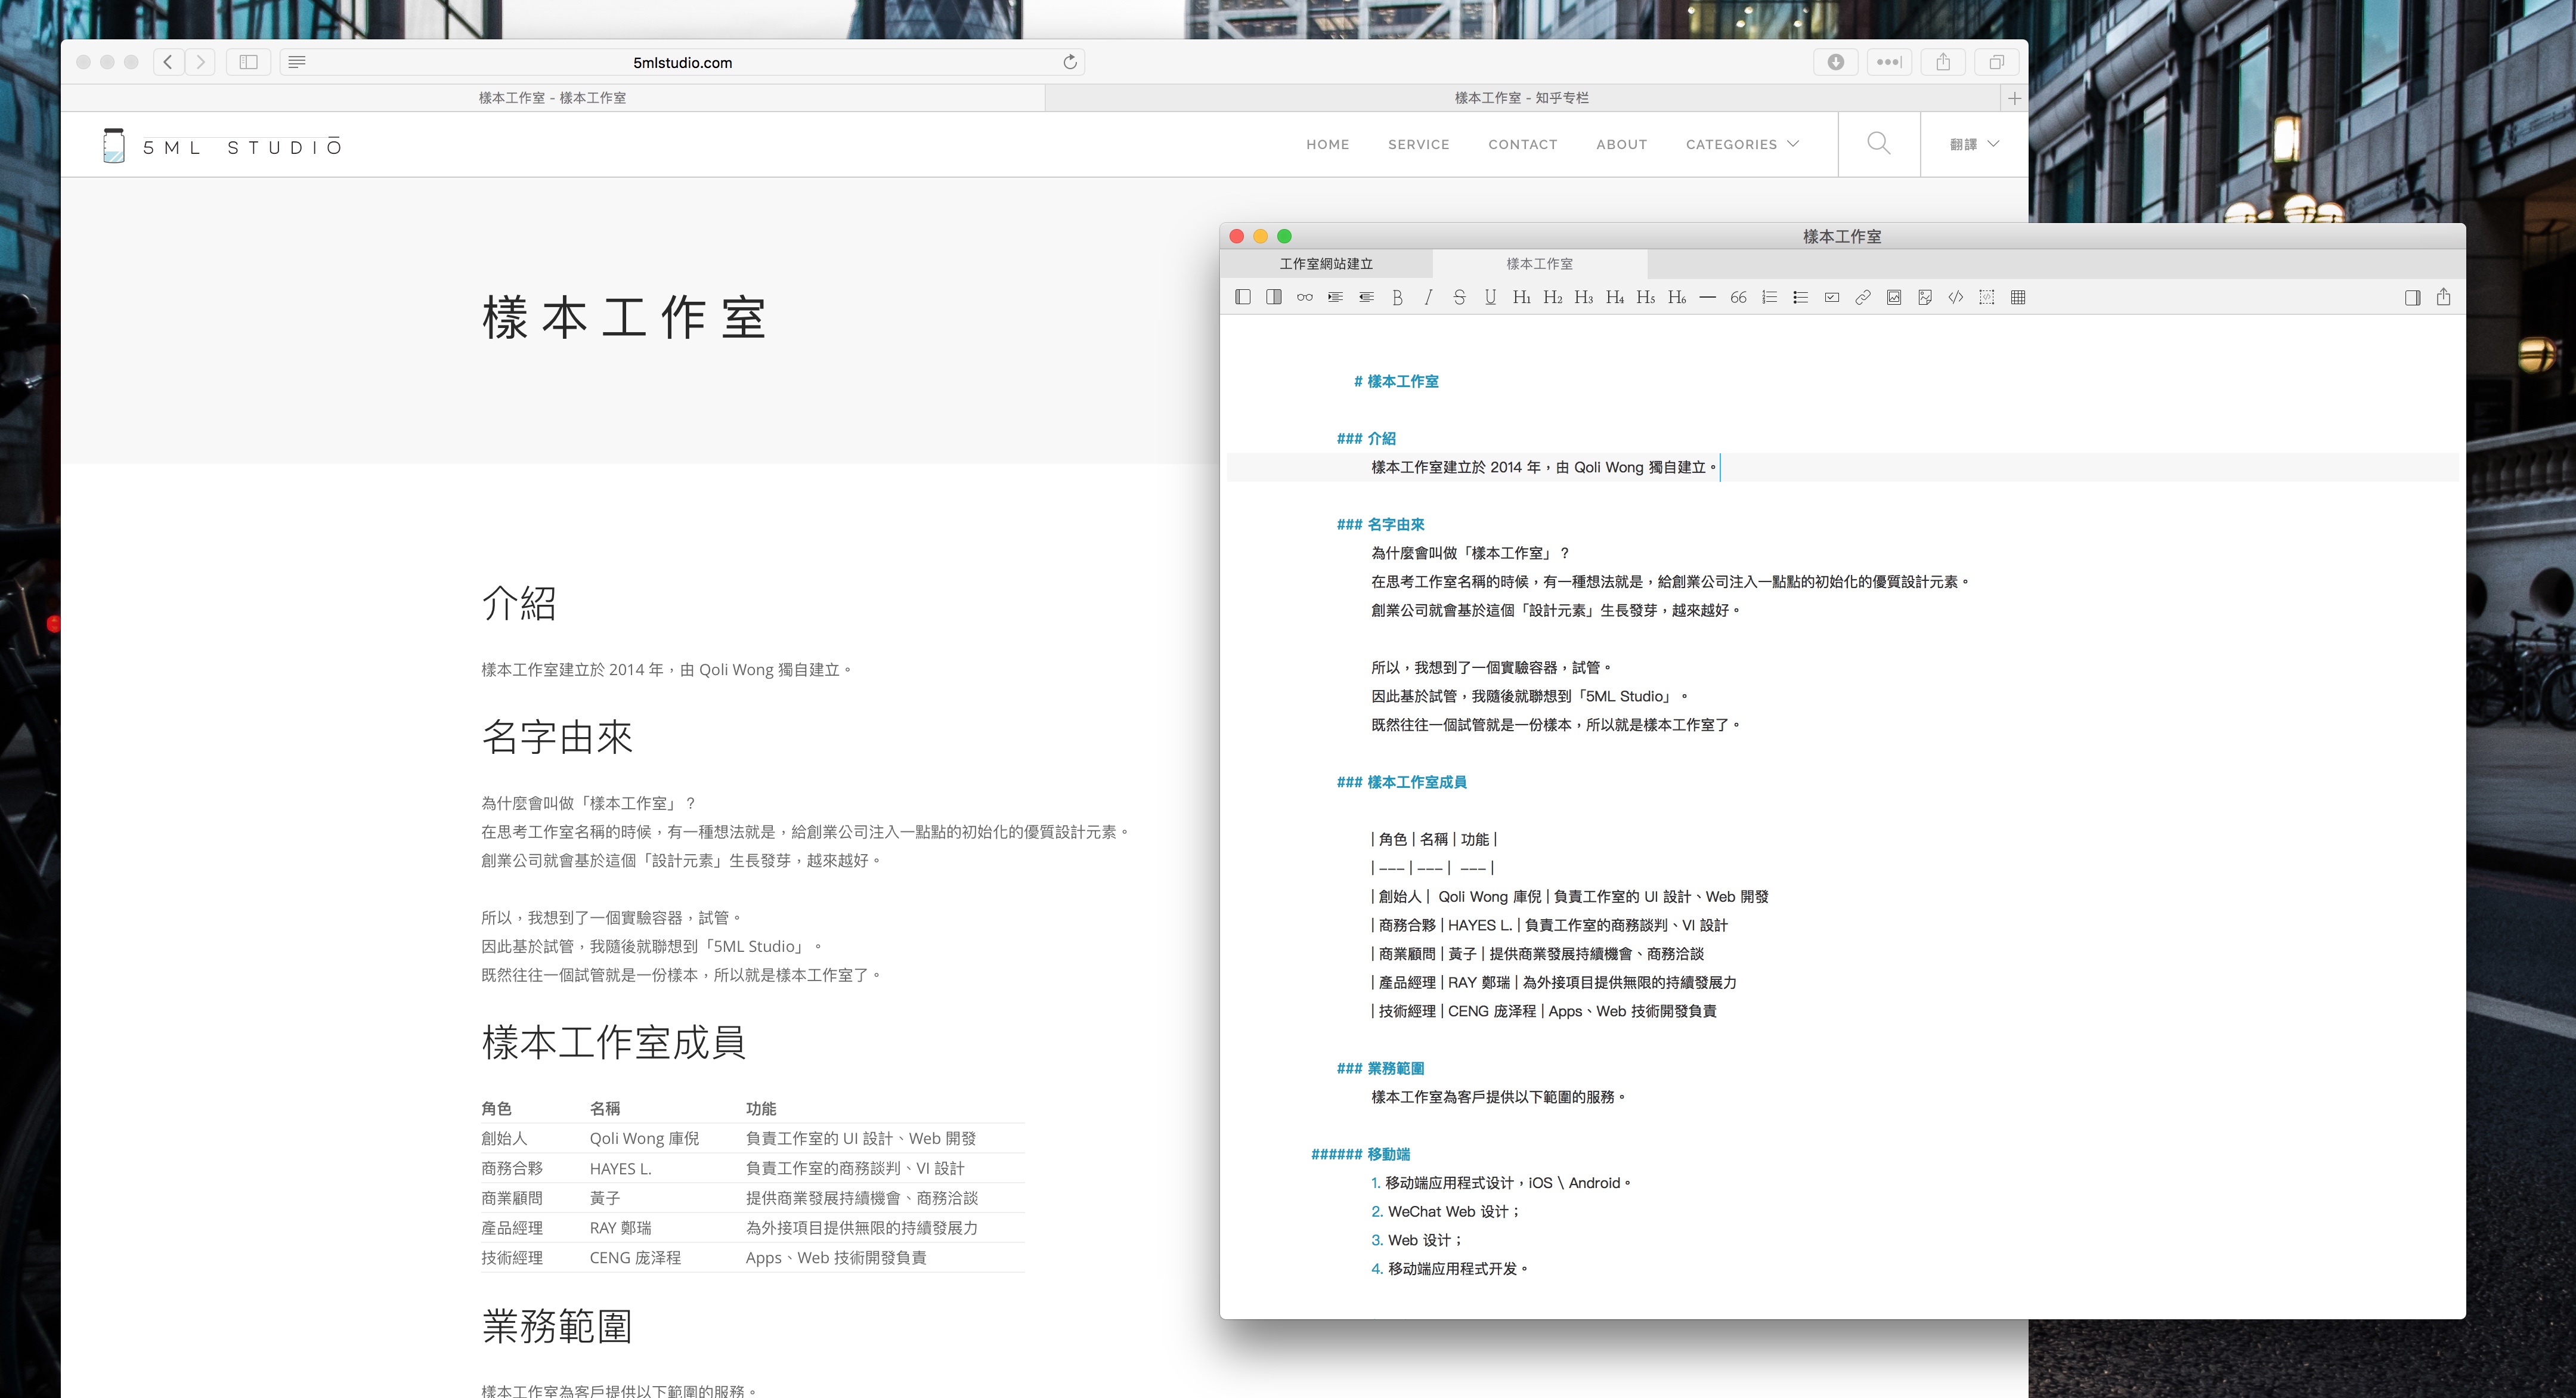 5mlstudio.com
樣本工作室 - 樣本工作室
樣本工作室 - 知乎专栏
5 ML STUDIO
HOME
SERVICE
CONTACT
ABOUT
CATEGORIES
翻譯
樣本工作室
介紹
樣本工作室建立於 2014 年，由 Qoli Wong 獨自建立。
名字由來
為什麼會叫做「樣本工作室」？
在思考工作室名稱的時候，有一種想法就是，給創業公司注入一點點的初始化的優質設計元素。
創業公司就會基於這個「設計元素」生長發芽，越來越好。
所以，我想到了一個實驗容器，試管。
因此基於試管，我隨後就聯想到「5ML Studio」。
既然往往一個試管就是一份樣本，所以就是樣本工作室了。
樣本工作室成員
角色 名稱 功能
創始人 Qoli Wong 庫倪 負責工作室的 UI 設計、Web 開發
商務合夥 HAYES L. 負責工作室的商務談判、VI 設計
商業顧問 黃子 提供商業發展持續機會、商務洽談
產品經理 RAY 鄭瑞 為外接項目提供無限的持續發展力
技術經理 CENG 庞泽程 Apps、Web 技術開發負責
業務範圍
樣本工作室為客戶提供以下範圍的服務。
樣本工作室
工作室網站建立
樣本工作室
B I S U H1 H2 H3 H4 H5 H6 — 66
# 樣本工作室
### 介紹
樣本工作室建立於 2014 年，由 Qoli Wong 獨自建立。
### 名字由來
為什麼會叫做「樣本工作室」？
在思考工作室名稱的時候，有一種想法就是，給創業公司注入一點點的初始化的優質設計元素。
創業公司就會基於這個「設計元素」生長發芽，越來越好。
所以，我想到了一個實驗容器，試管。
因此基於試管，我隨後就聯想到「5ML Studio」。
既然往往一個試管就是一份樣本，所以就是樣本工作室了。
### 樣本工作室成員
| 角色 | 名稱 | 功能 |
| --- | --- |  --- |
| 創始人 |  Qoli Wong 庫倪 | 負責工作室的 UI 設計、Web 開發
| 商務合夥 | HAYES L. | 負責工作室的商務談判、VI 設計
| 商業顧問 | 黃子 | 提供商業發展持續機會、商務洽談
| 產品經理 | RAY 鄭瑞 | 為外接項目提供無限的持續發展力
| 技術經理 | CENG 庞泽程 | Apps、Web 技術開發負責
### 業務範圍
樣本工作室為客戶提供以下範圍的服務。
###### 移動端
1. 移动端应用程式设计，iOS \ Android。
2. WeChat Web 设计；
3. Web 设计；
4. 移动端应用程式开发。